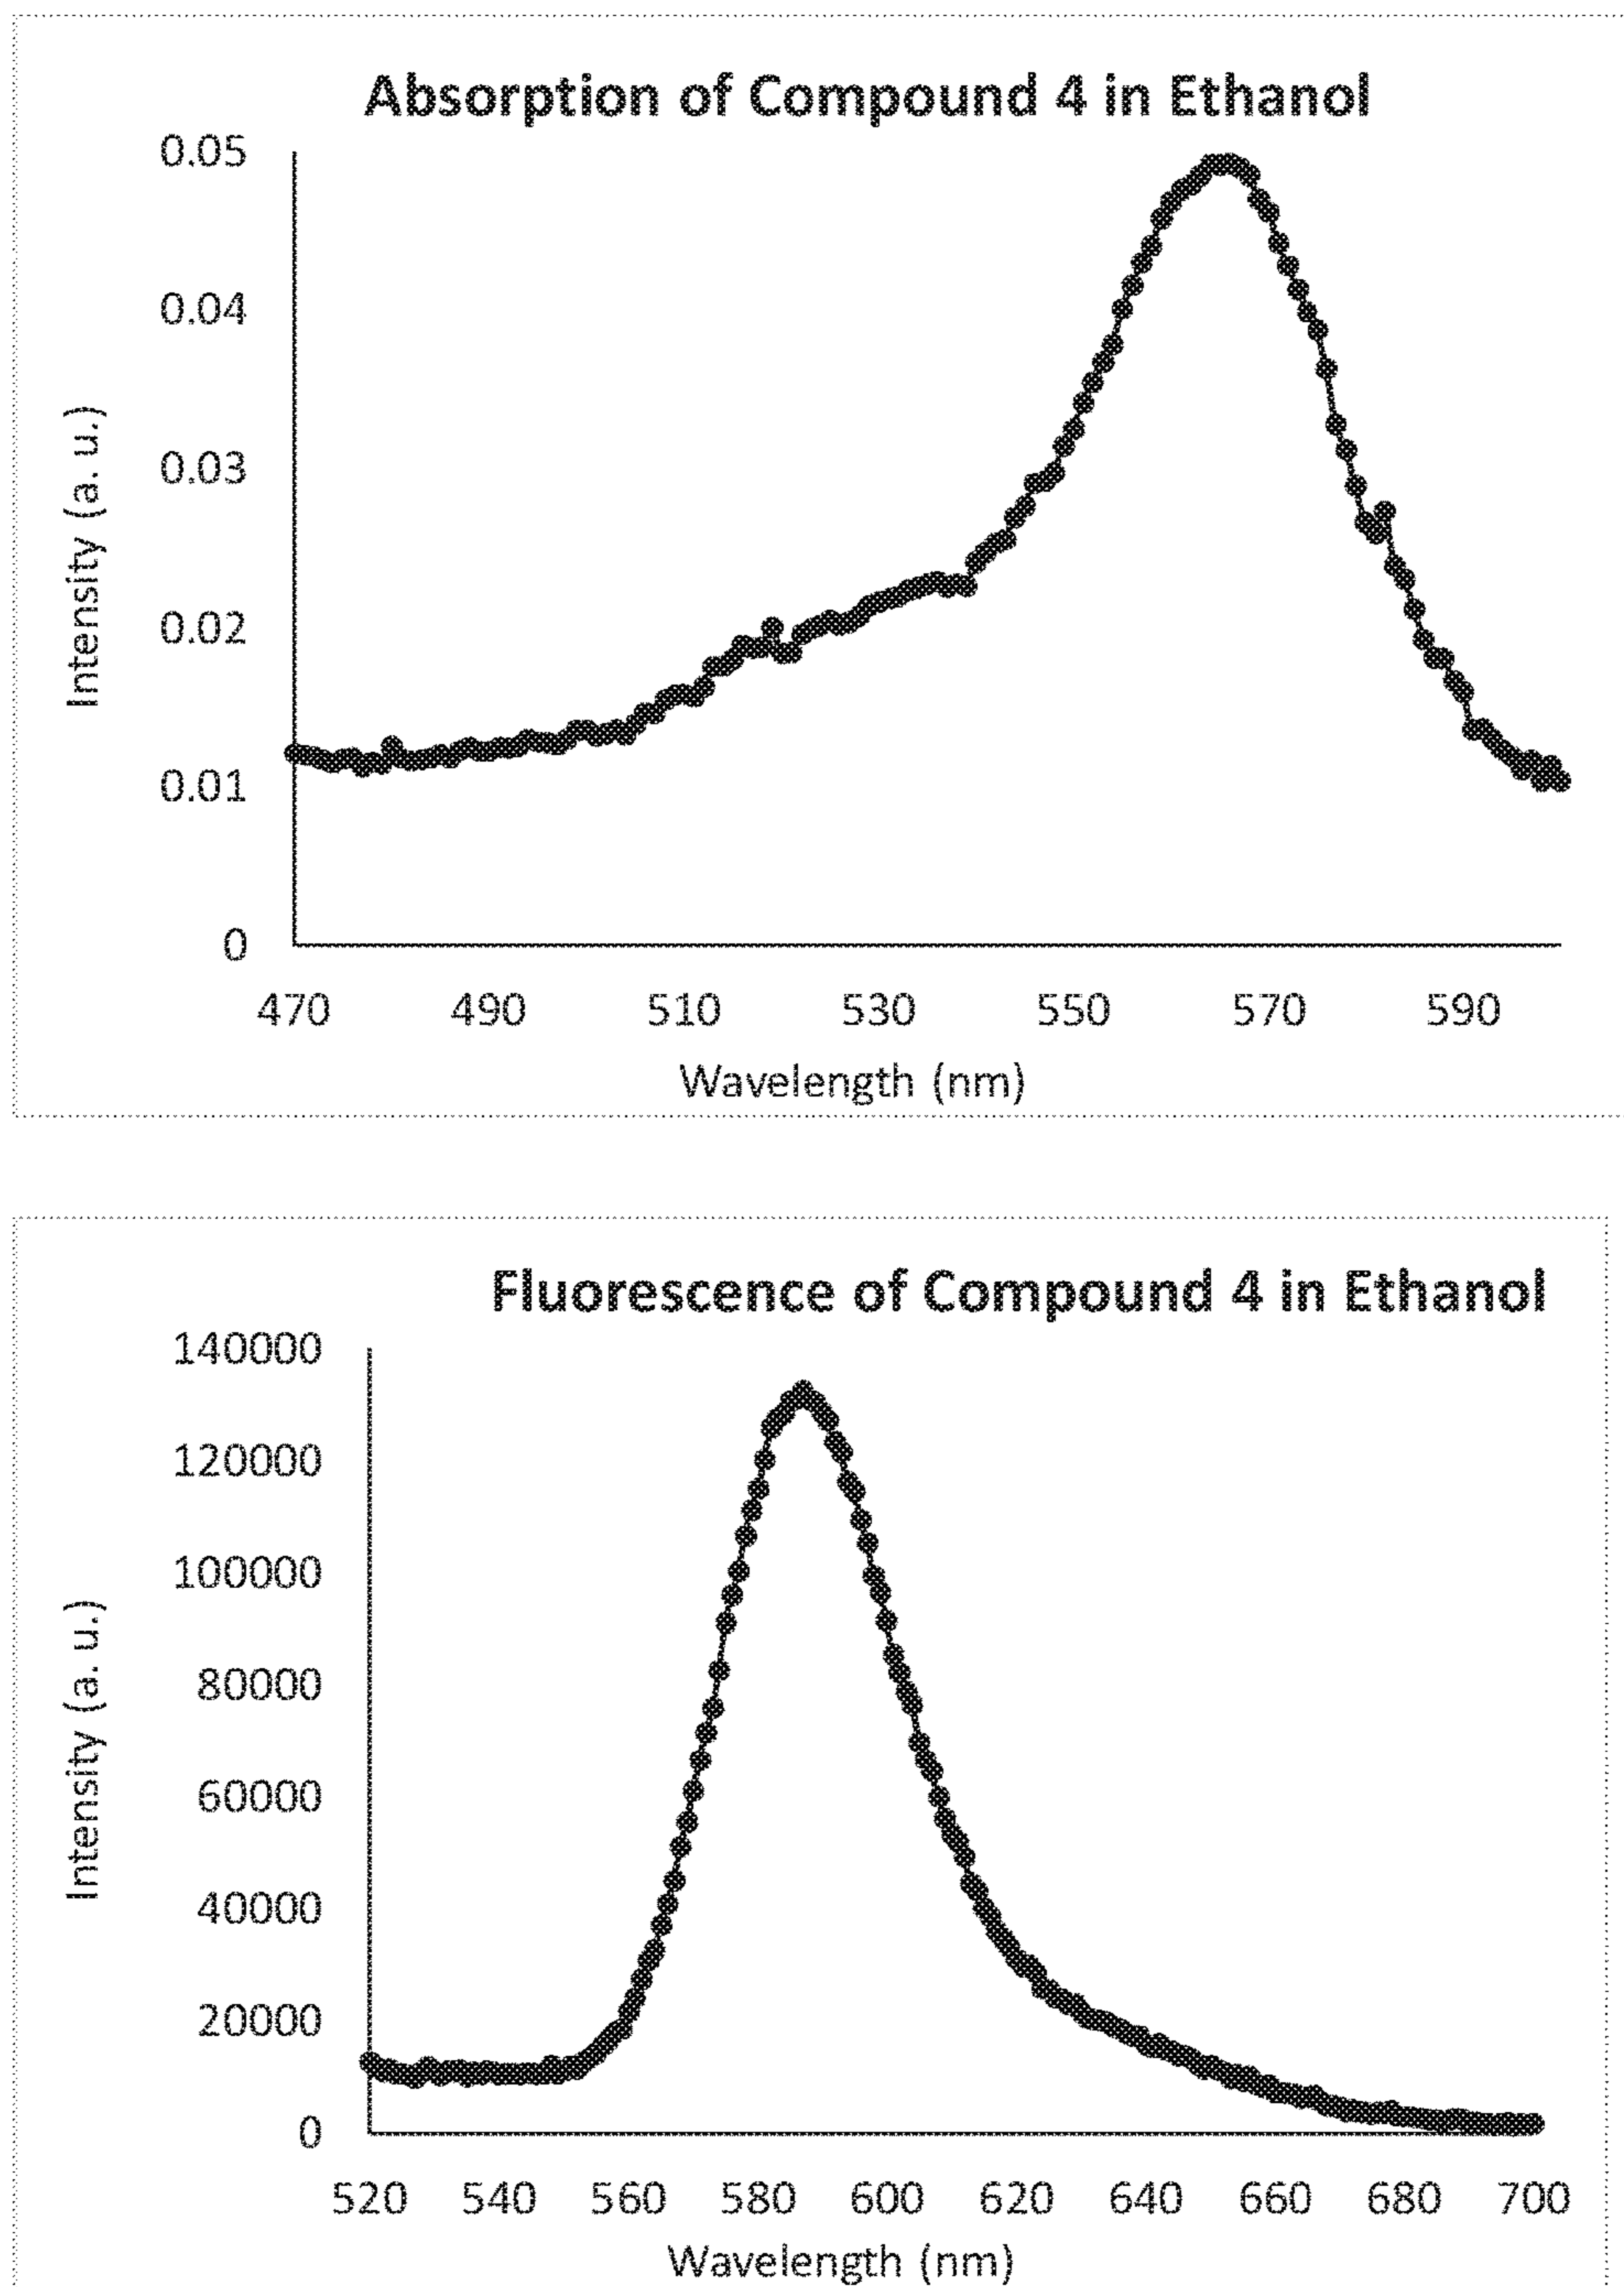 Absorption of Compound 4 in Ethanol
0.05
0.04
0.03
0.02
0.01
0
Intensity (a. u.)
470 490 510 530 550 570 590
Wavelength (nm)
Fluorescence of Compound 4 in Ethanol
140000
120000
100000
80000
60000
40000
20000
0
Intensity (a. u.)
520 540 560 580 600 620 640 660 680 700
Wavelength (nm)